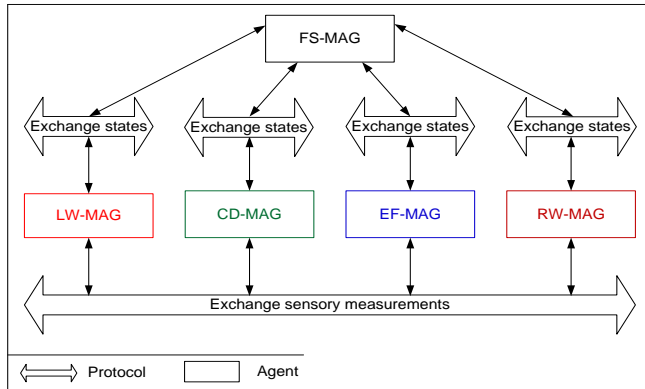 FS-MAG
Exchange states
Exchange states
Exchange states
Exchange states
LW-MAG
CD-MAG
EF-MAG
RW-MAG
Exchange sensory measurements
Protocol
Agent